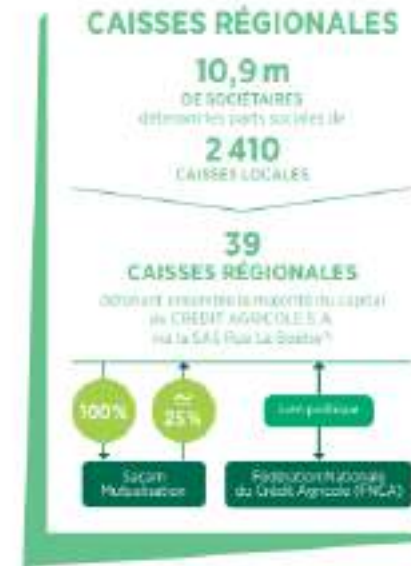 CAISSES RÉGIONALES
10,9 m
DE SOCIÉTAIRES
détenant les parts sociales de
2 410
CAISSES LOCALES
39
CAISSES RÉGIONALES
détenant ensemble la majorité du capital
de CRÉDIT AGRICOLE S.A.
via la SAS Rue La Boétie
100%
≃
25%
Lien politique
Sacam
Mutualisation
Fédération Nationale
du Crédit Agricole (FNCA)